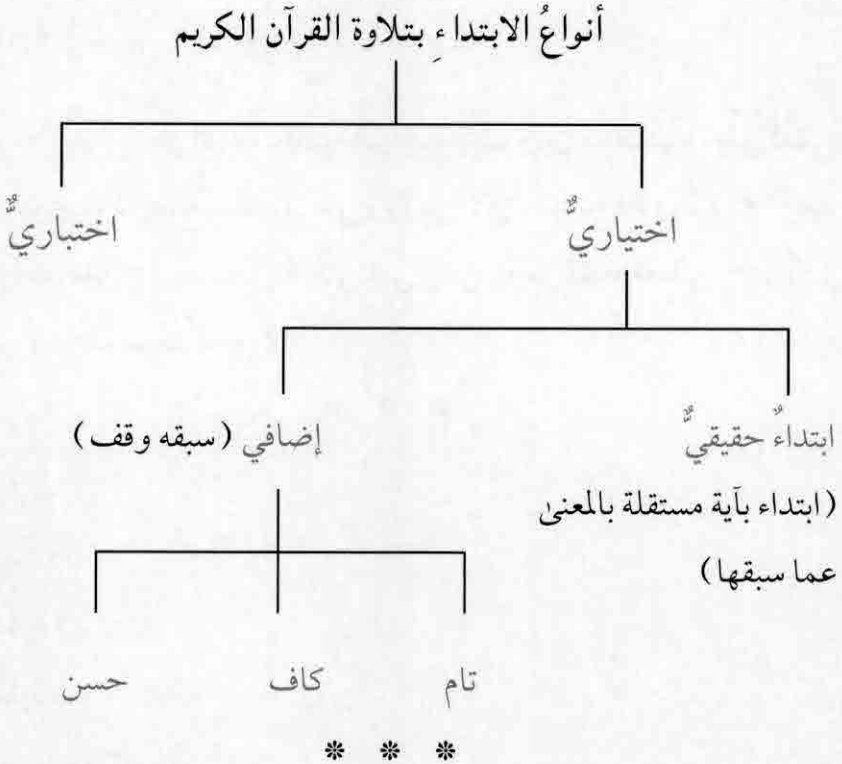 أنواعُ الابتداءِ بتلاوة القرآن الكريم
اختياريٌّ
اختباريٌّ
ابتداءٌ حقيقيٌّ
(ابتداء بآية مستقلة بالمعنىٰ
عما سبقها)
إضافي (سبقه وقف)
تام
كاف
حسن